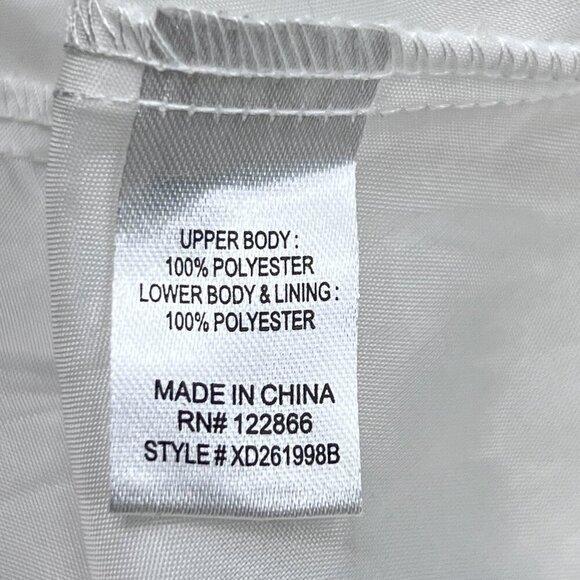 UPPER BODY :
100% POLYESTER
LOWER BODY & LINING :
100% POLYESTER
MADE IN CHINA
RN# 122866
STYLE # XD261998B